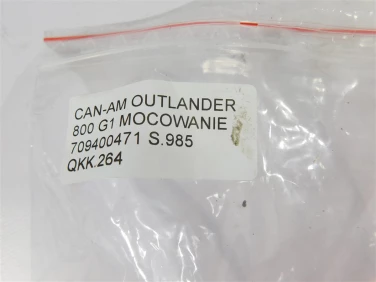 CAN-AM OUTLANDER
800 G1 MOCOWANIE
709400471 S.985
QKK.264